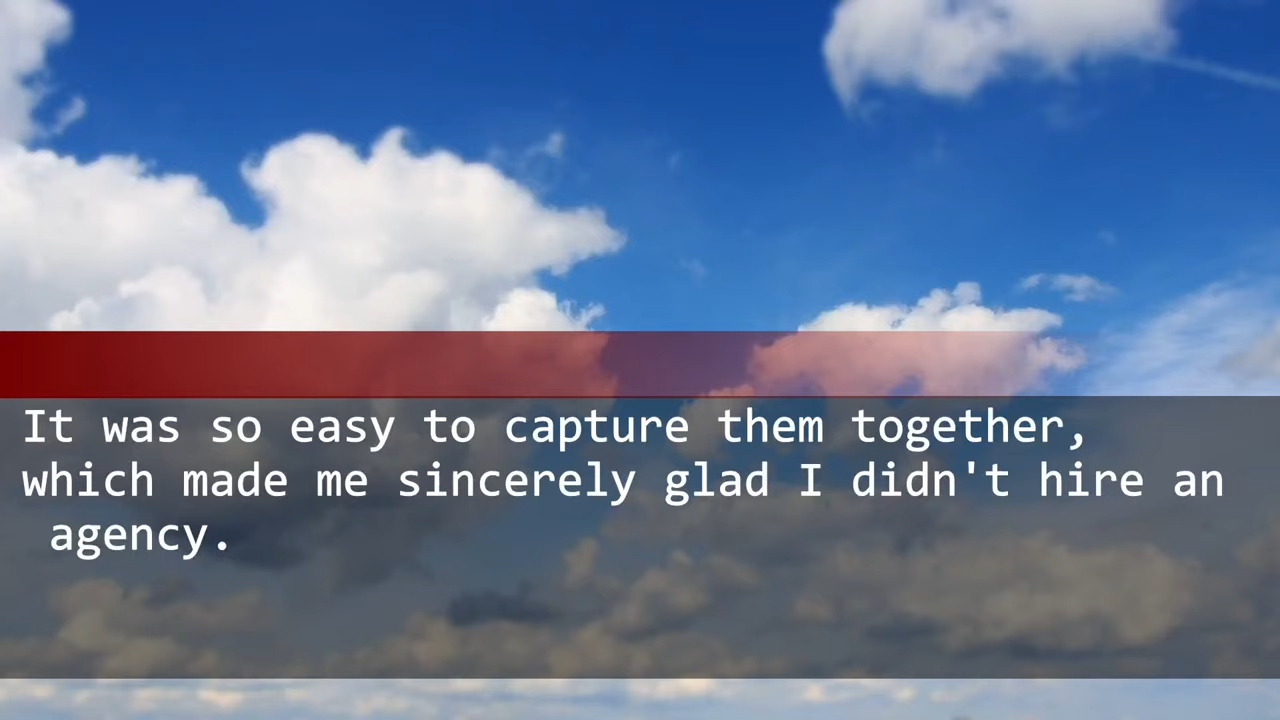 It was so easy to capture them together,
which made me sincerely glad I didn't hire an
agency.